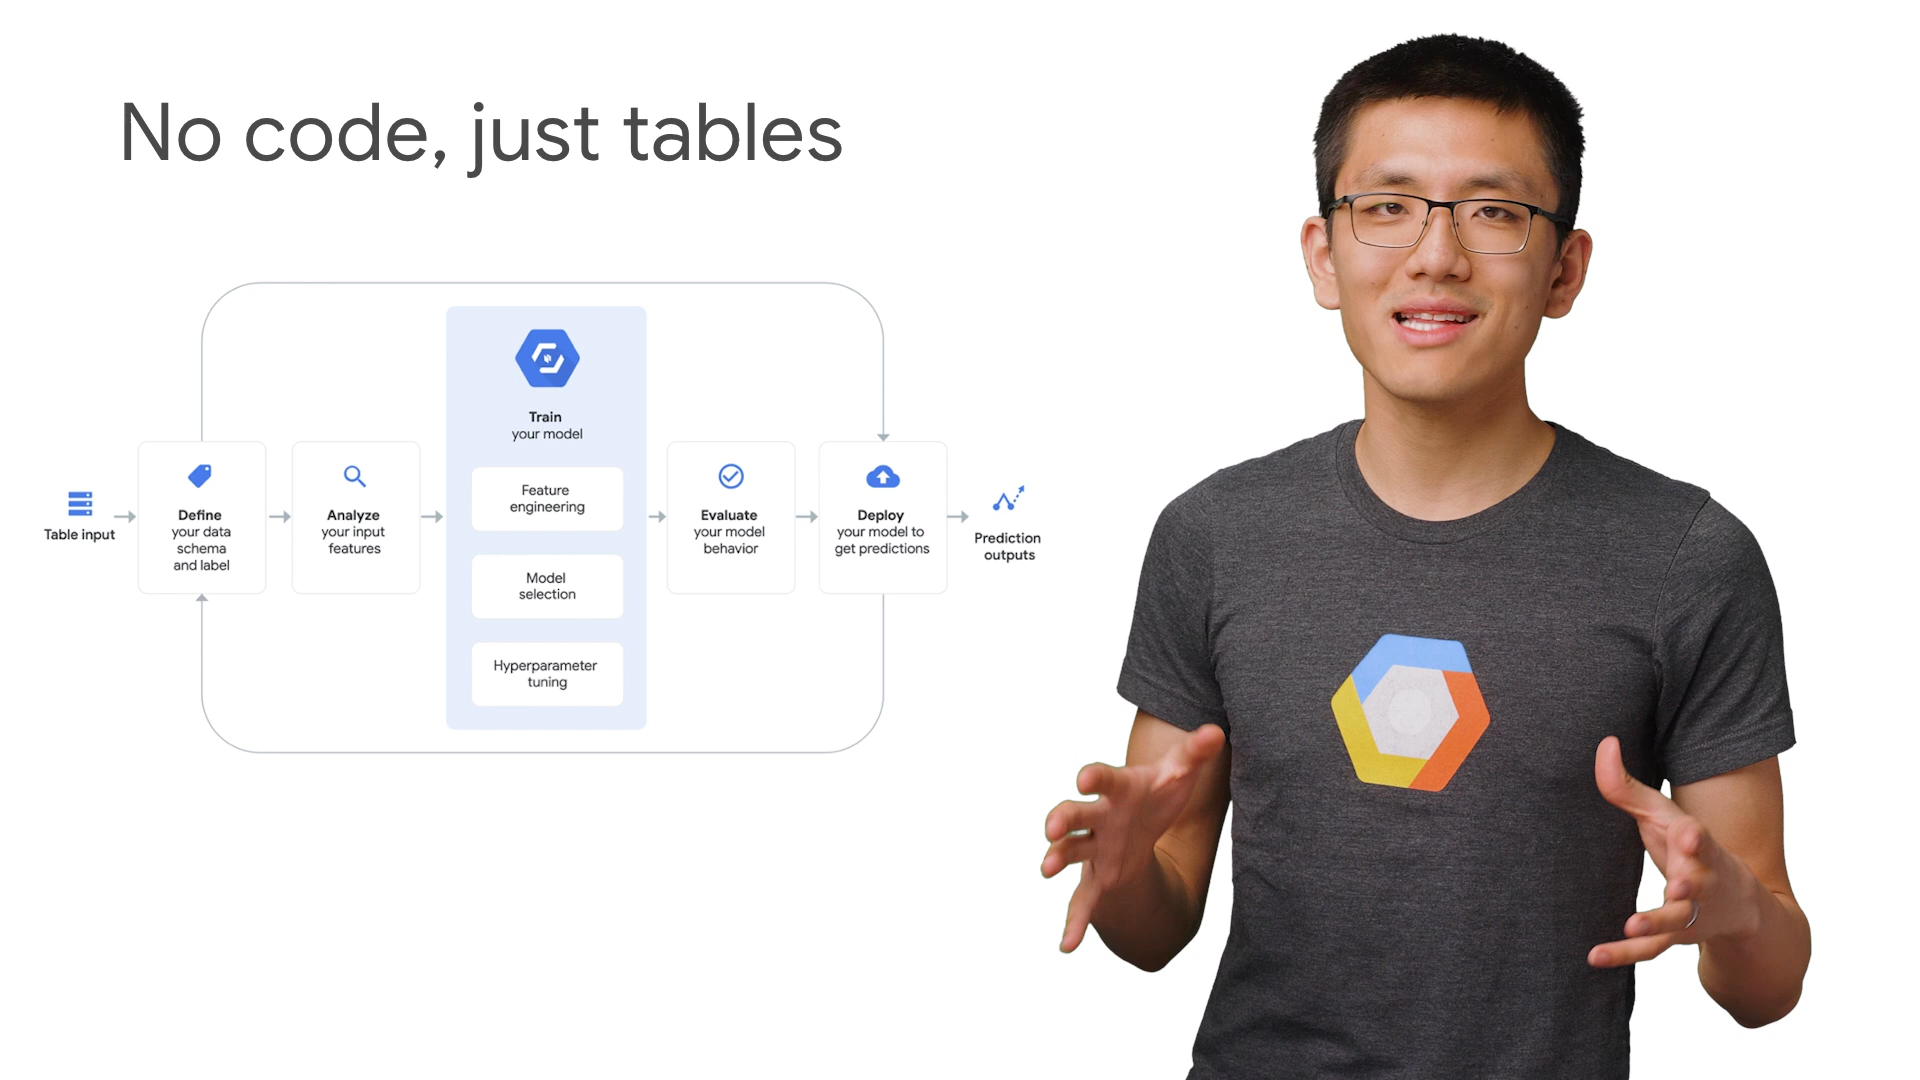 No code, just tables
Table input
Define
your data
schema
and label
Analyze
your input
features
Train
your model
Feature
engineering
Model
selection
Hyperparameter
tuning
Evaluate
your model
behavior
Deploy
your model to
get predictions
Prediction
outputs